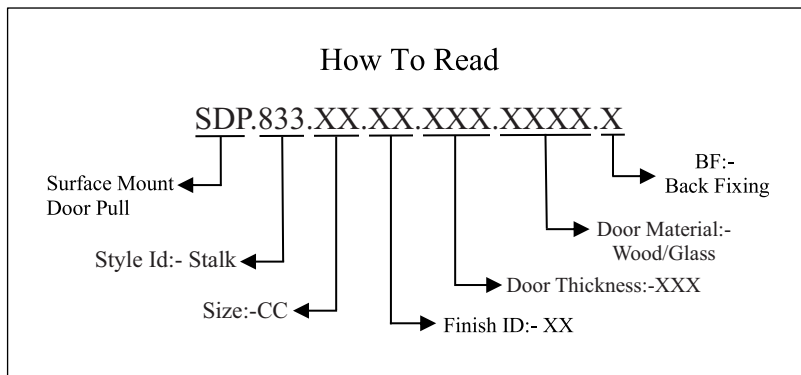 How To Read
SDP.833.XX.XX.XXX.XXXX.X
BF:-
Back Fixing
Surface Mount
Door Pull
Door Material:-
Wood/Glass
Style Id:- Stalk
Door Thickness:-XXX
Size:-CC
Finish ID:- XX